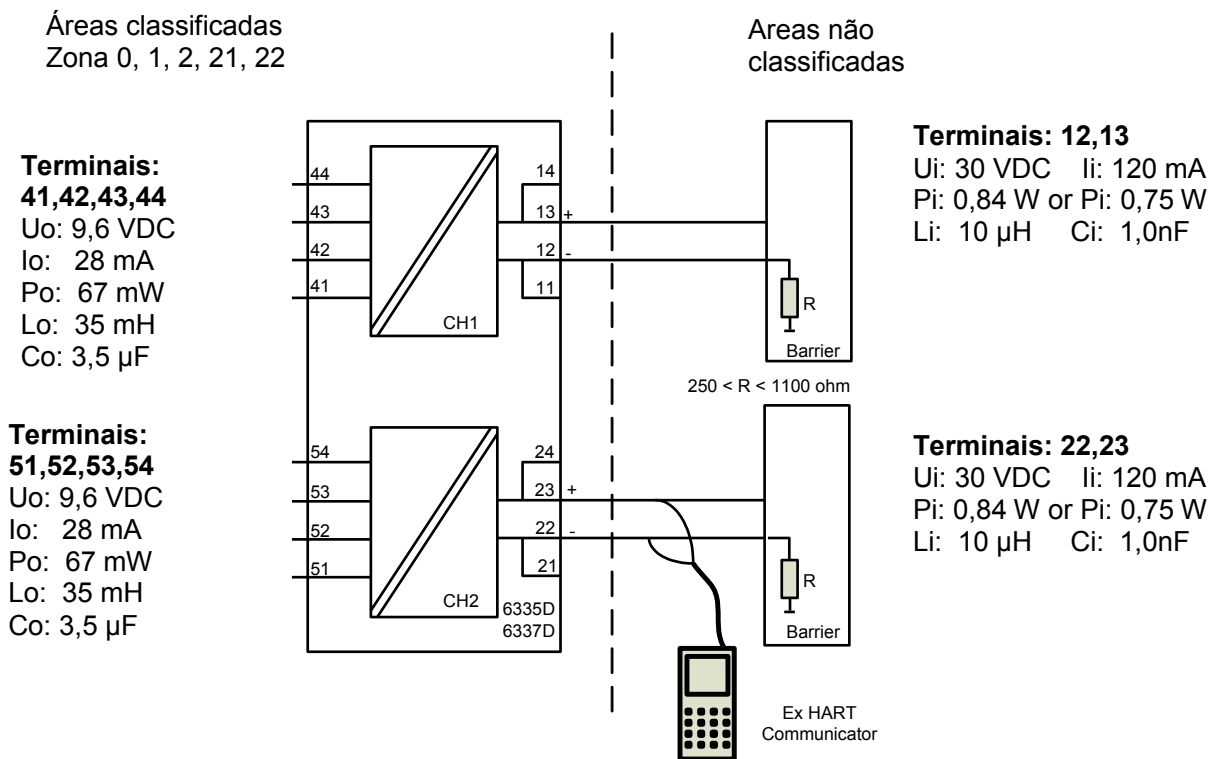 Áreas classificadas
Zona 0, 1, 2, 21, 22
Areas não
classificadas
Terminais:
41,42,43,44
Uo: 9,6 VDC
Io: 28 mA
Po: 67 mW
Lo: 35 mH
Co: 3,5 µF
44
43
42
41
CH1
14
13 +
12 -
11
R
Barrier
Terminais: 12,13
Ui: 30 VDC Ii: 120 mA
Pi: 0,84 W or Pi: 0,75 W
Li: 10 µH Ci: 1,0nF
250 < R < 1100 ohm
Terminais:
51,52,53,54
Uo: 9,6 VDC
Io: 28 mA
Po: 67 mW
Lo: 35 mH
Co: 3,5 µF
54
53
52
51
CH2
24
23 +
22 -
21
6335D
6337D
R
Barrier
Terminais: 22,23
Ui: 30 VDC Ii: 120 mA
Pi: 0,84 W or Pi: 0,75 W
Li: 10 µH Ci: 1,0nF
Ex HART
Communicator